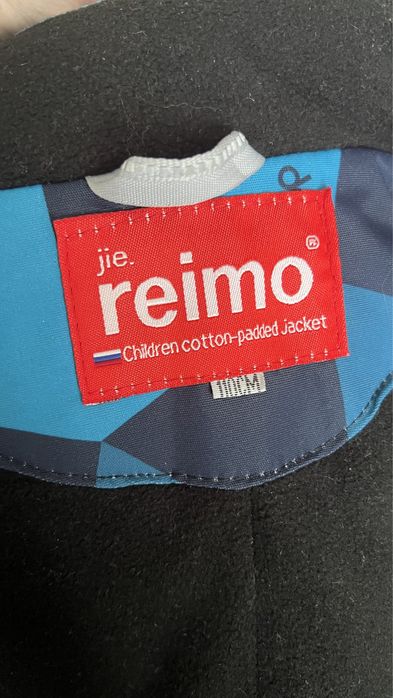 jie.
reimo®
Children cotton-padded Jacket
110CM